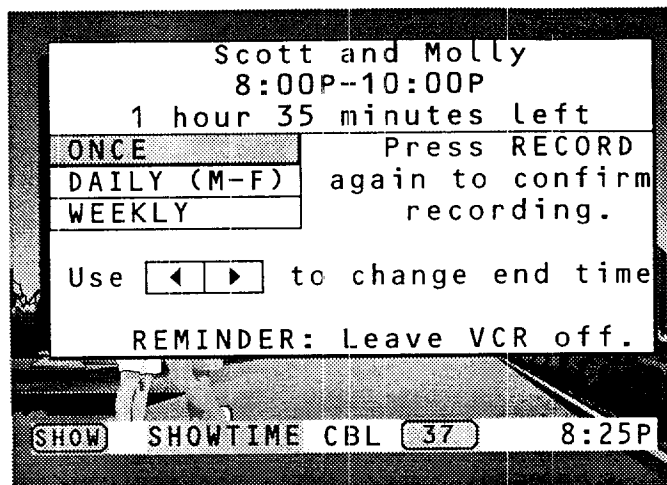 Scott and Molly
8:00P-10:00P
1 hour 35 minutes left
ONCE
DAILY (M-F)
WEEKLY
Press RECORD
again to confirm
recording.
Use ◄ ► to change end time
REMINDER: Leave VCR off.
SHOW SHOWTIME CBL 37 8:25P